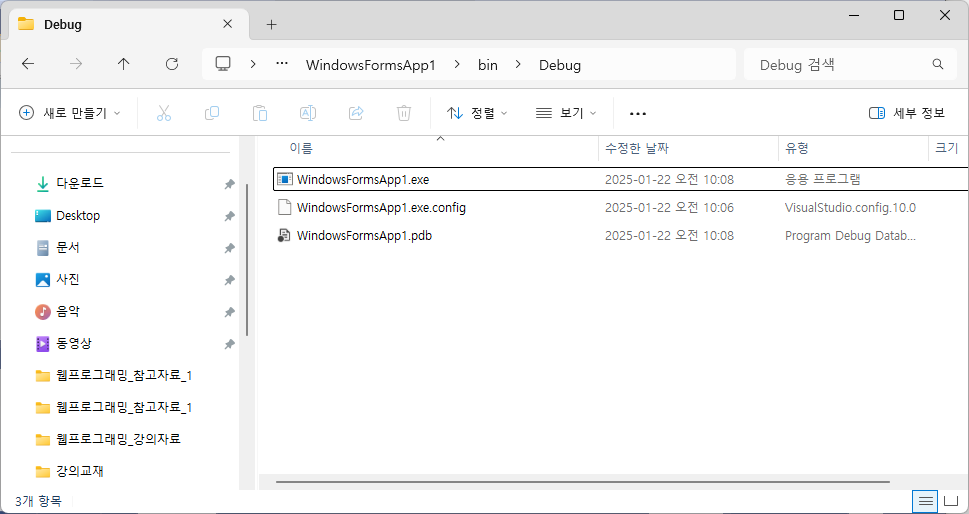 Debug
WindowsFormsApp1 > bin > Debug
Debug 검색
새로 만들기
정렬
보기
세부 정보
이름 수정한 날짜 유형 크기
다운로드
Desktop
문서
사진
음악
동영상
웹프로그래밍_참고자료_1
웹프로그래밍_참고자료_1
웹프로그래밍_강의자료
강의교재
WindowsFormsApp1.exe 2025-01-22 오전 10:08 응용 프로그램
WindowsFormsApp1.exe.config 2025-01-22 오전 10:06 VisualStudio.config.10.0
WindowsFormsApp1.pdb 2025-01-22 오전 10:08 Program Debug Datab...
3개 항목